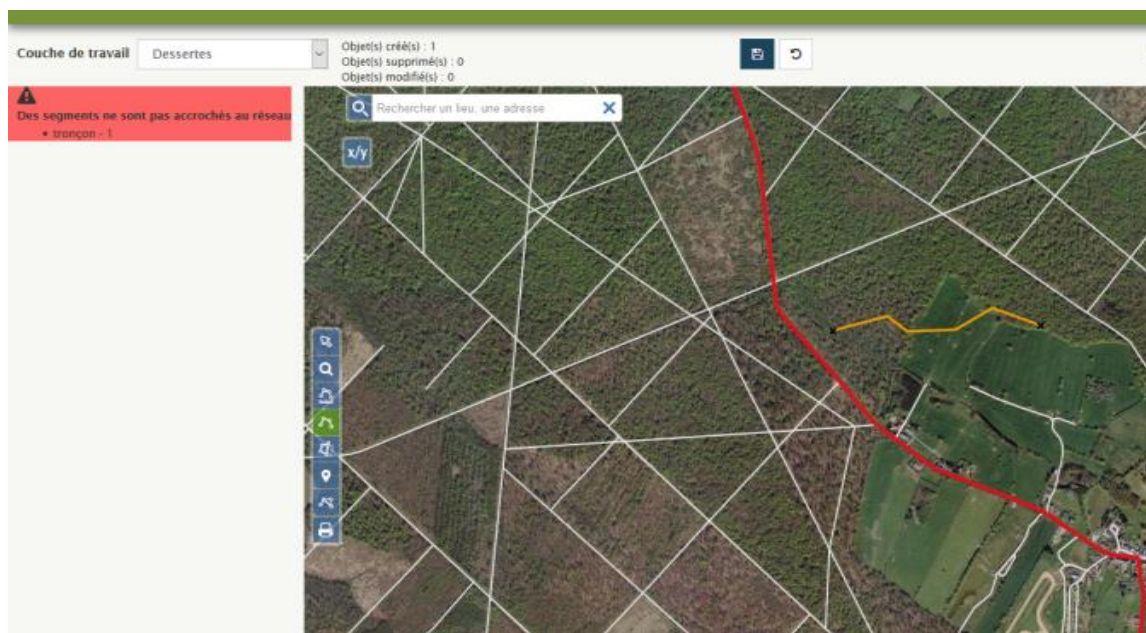 Couche de travail
Dessertes
Objet(s) créé(s) : 1
Objet(s) supprimé(s) : 0
Objet(s) modifié(s) : 0
Des segments ne sont pas accrochés au réseau
• tronçon - 1
Rechercher un lieu, une adresse
x/y